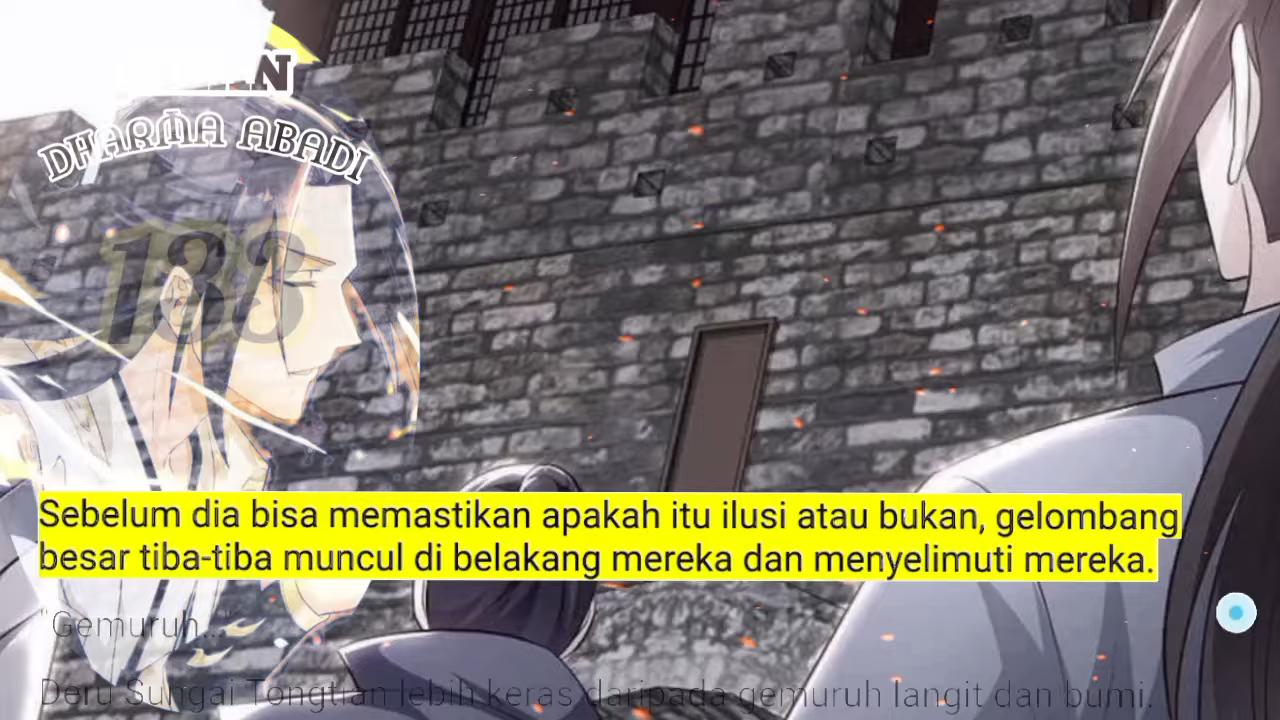 DHARMA ABADI
188
Sebelum dia bisa memastikan apakah itu ilusi atau bukan, gelombang
besar tiba-tiba muncul di belakang mereka dan menyelimuti mereka.
"Gemuruh..."
Deru Sungai Tongtian lebih keras daripada gemuruh langit dan bumi.